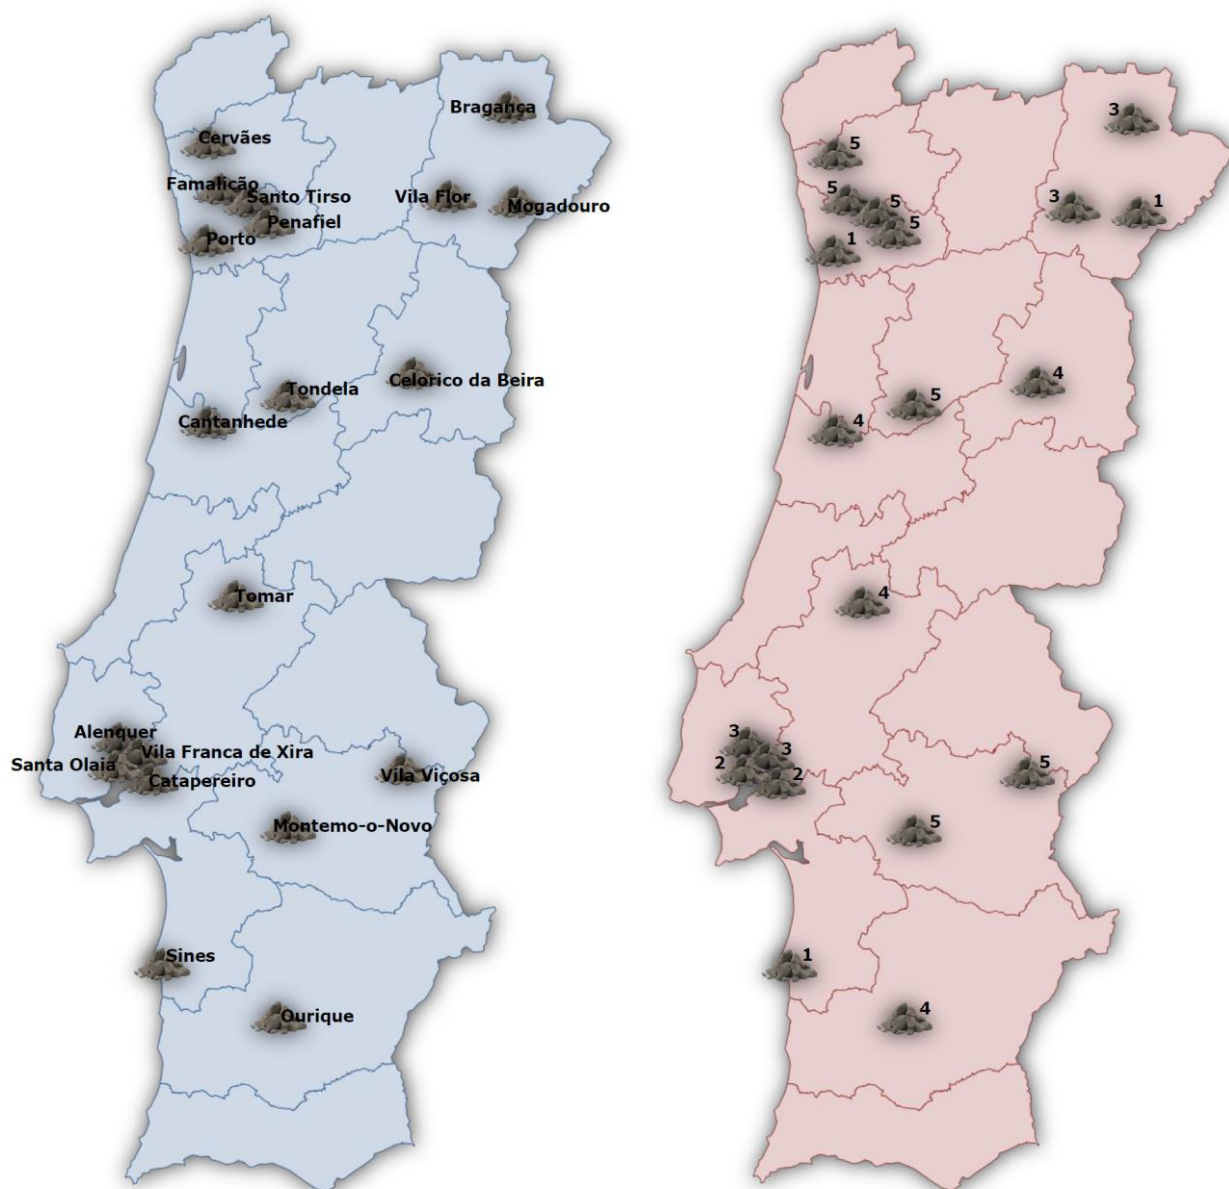 Bragança
Cervães
Famalicão
Santo Tirso
Vila Flor
Mogadouro
Penafiel
Porto
Tondela
Celorico da Beira
Cantanhede
Tomar
Alenquer
Vila Franca de Xira
Santa Olaia
Catapereiro
Vila Viçosa
Montemo-o-Novo
Sines
Ourique
3
5
5
5
3
1
5
1
4
5
4
4
3
3
2
2
5
5
1
4